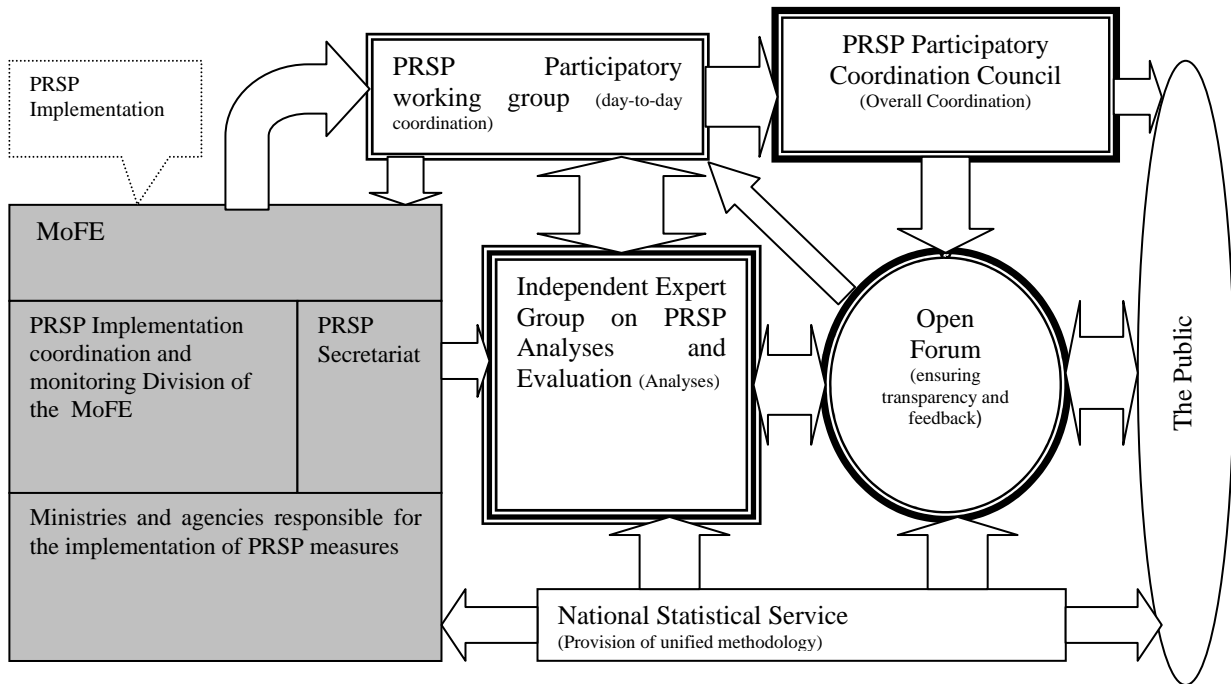 PRSP
Implementation
PRSP Participatory
working group (day-to-day
coordination)
PRSP Participatory
Coordination Council
(Overall Coordination)
MoFE
PRSP Implementation
coordination and
monitoring Division of
the MoFE
PRSP
Secretariat
Independent Expert
Group on PRSP
Analyses and
Evaluation (Analyses)
Open
Forum
(ensuring
transparency and
feedback)
The Public
Ministries and agencies responsible for
the implementation of PRSP measures
National Statistical Service
(Provision of unified methodology)